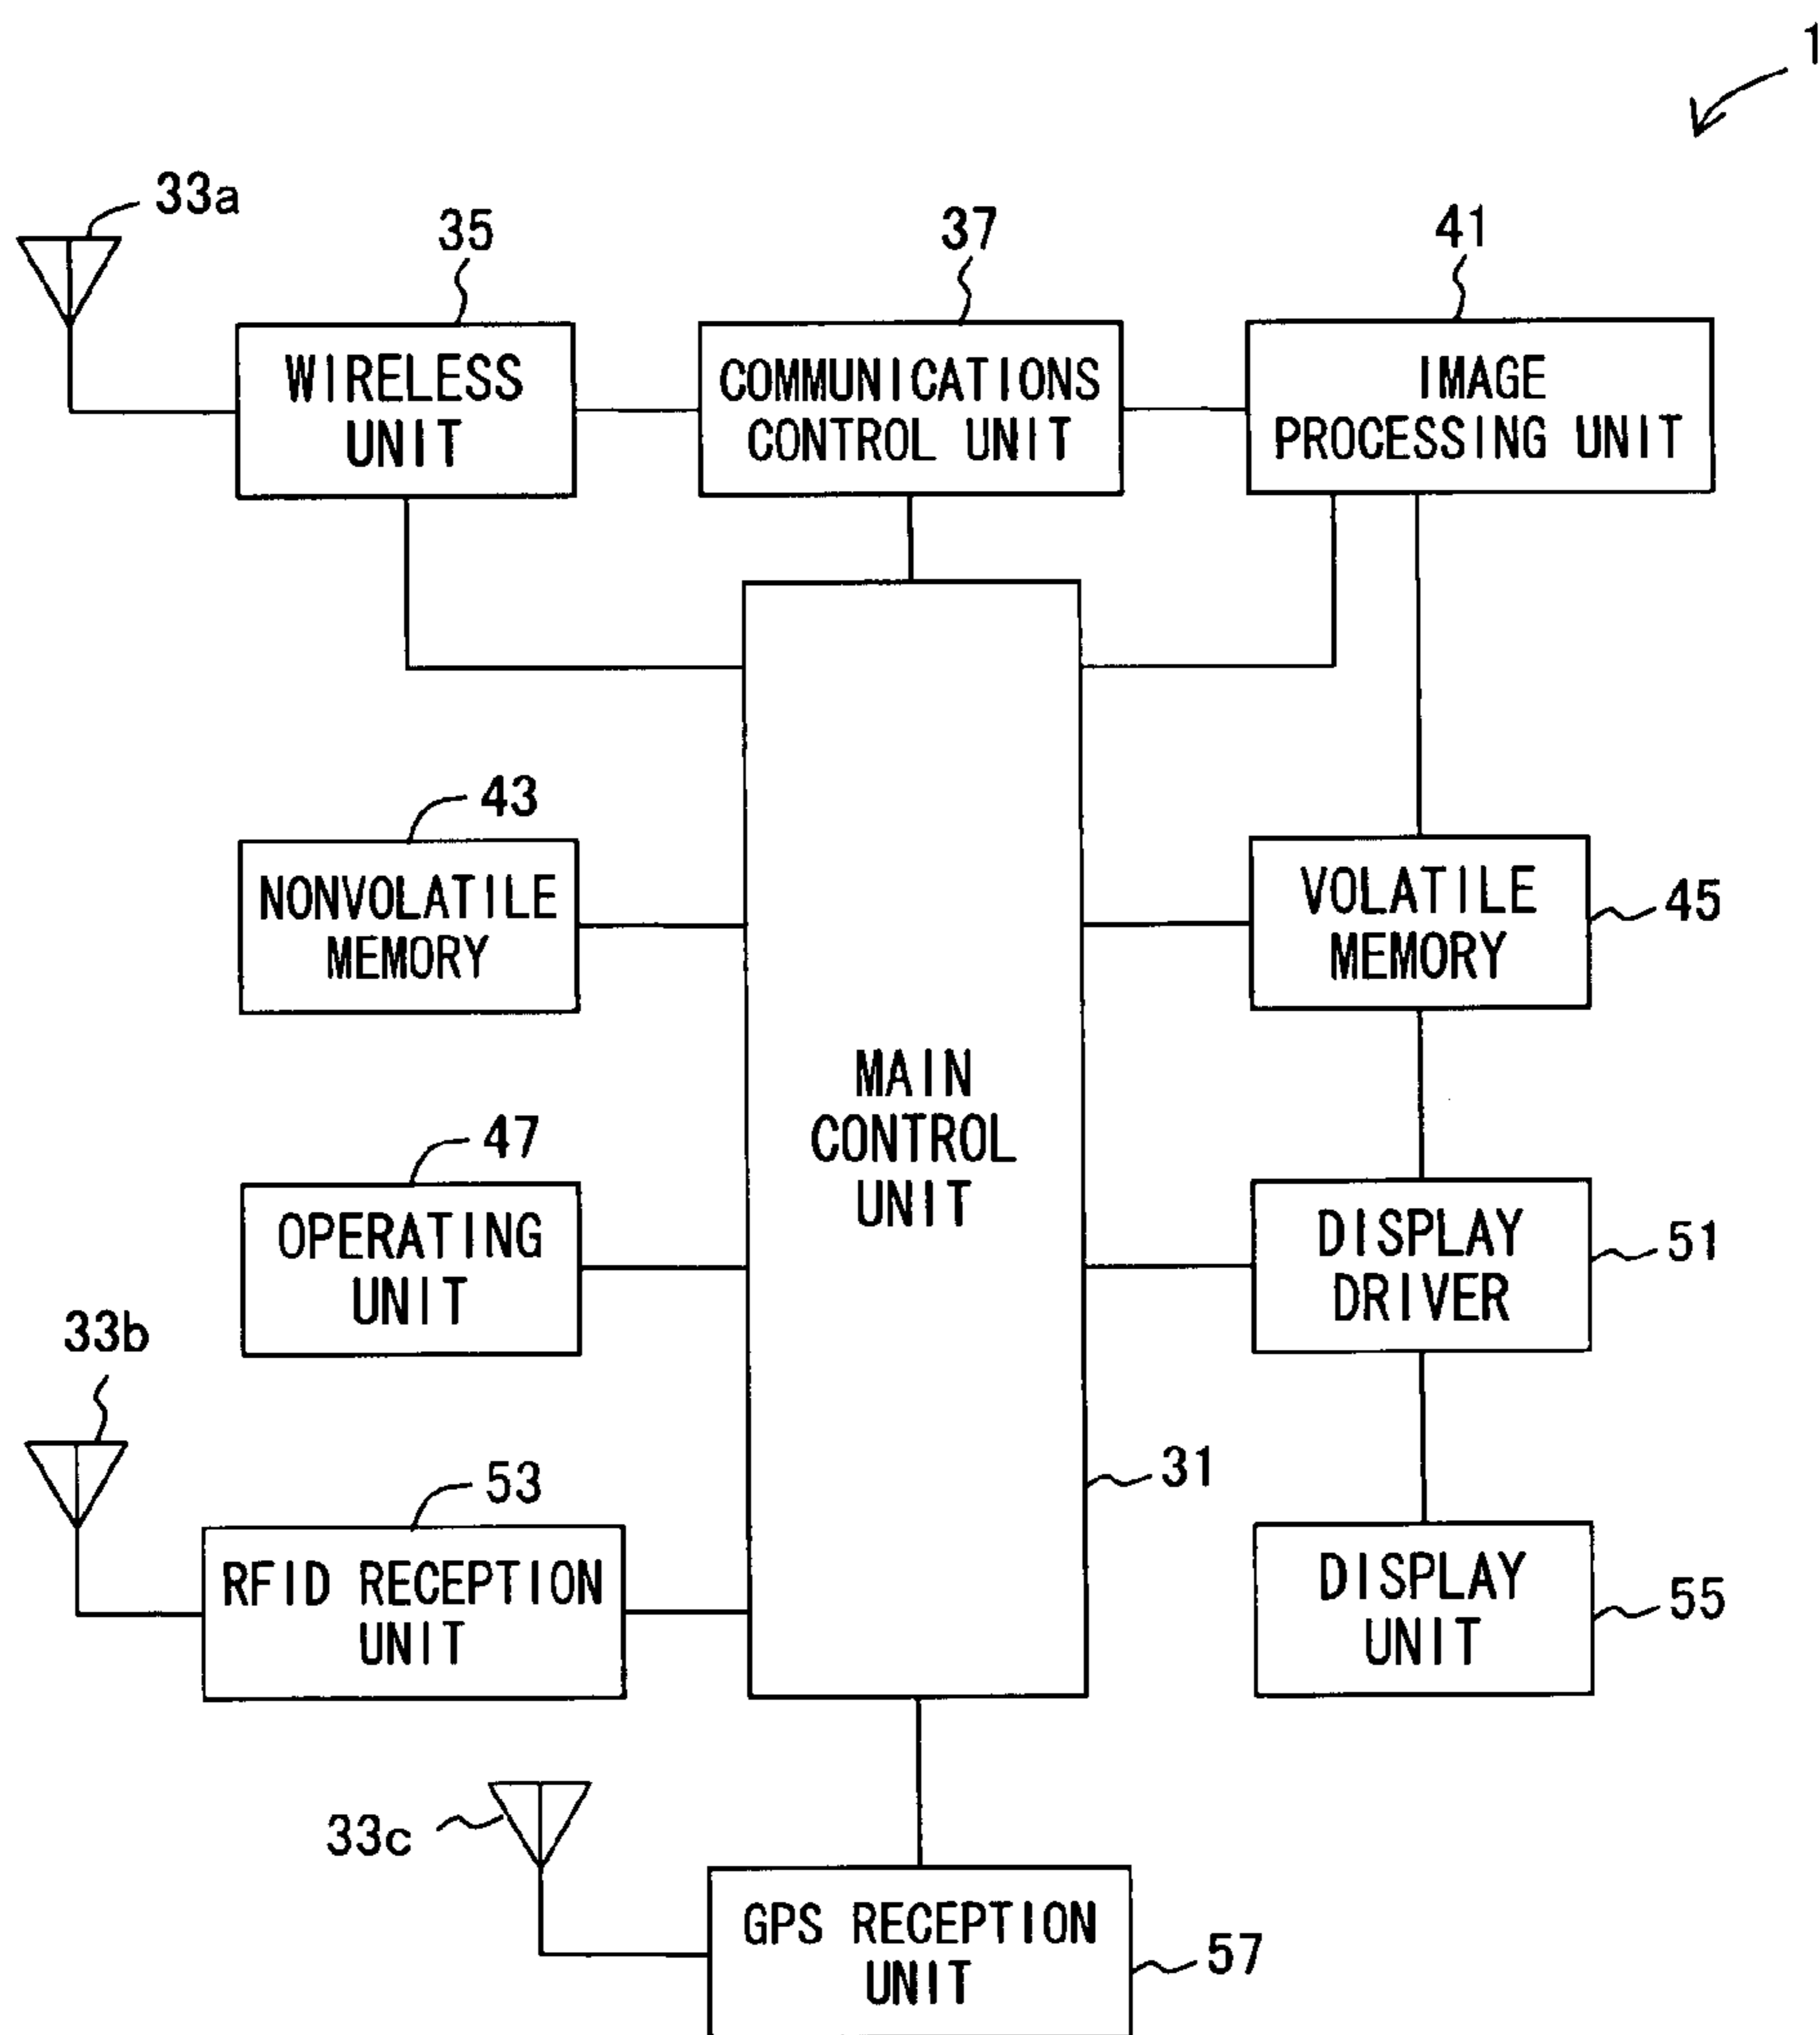 1
33a
35
37
41
WIRELESS
UNIT
COMMUNICATIONS
CONTROL UNIT
IMAGE
PROCESSING UNIT
43
NONVOLATILE
MEMORY
VOLATILE
MEMORY
45
MAIN
CONTROL
UNIT
47
OPERATING
UNIT
DISPLAY
DRIVER
51
33b
31
53
RFID RECEPTION
UNIT
DISPLAY
UNIT
55
33c
GPS RECEPTION
UNIT
57